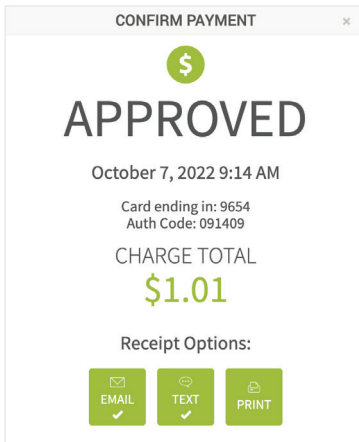 CONFIRM PAYMENT ×
$
APPROVED
October 7, 2022 9:14 AM
Card ending in: 9654
Auth Code: 091409
CHARGE TOTAL
$1.01
Receipt Options:
EMAIL TEXT PRINT